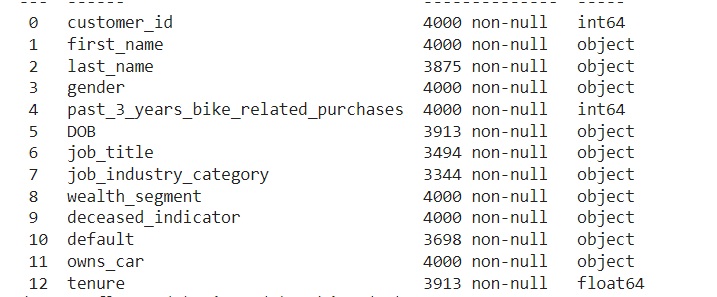 --- ------ -------------- -----
0 customer_id 4000 non-null int64
1 first_name 4000 non-null object
2 last_name 3875 non-null object
3 gender 4000 non-null object
4 past_3_years_bike_related_purchases 4000 non-null int64
5 DOB 3913 non-null object
6 job_title 3494 non-null object
7 job_industry_category 3344 non-null object
8 wealth_segment 4000 non-null object
9 deceased_indicator 4000 non-null object
10 default 3698 non-null object
11 owns_car 4000 non-null object
12 tenure 3913 non-null float64